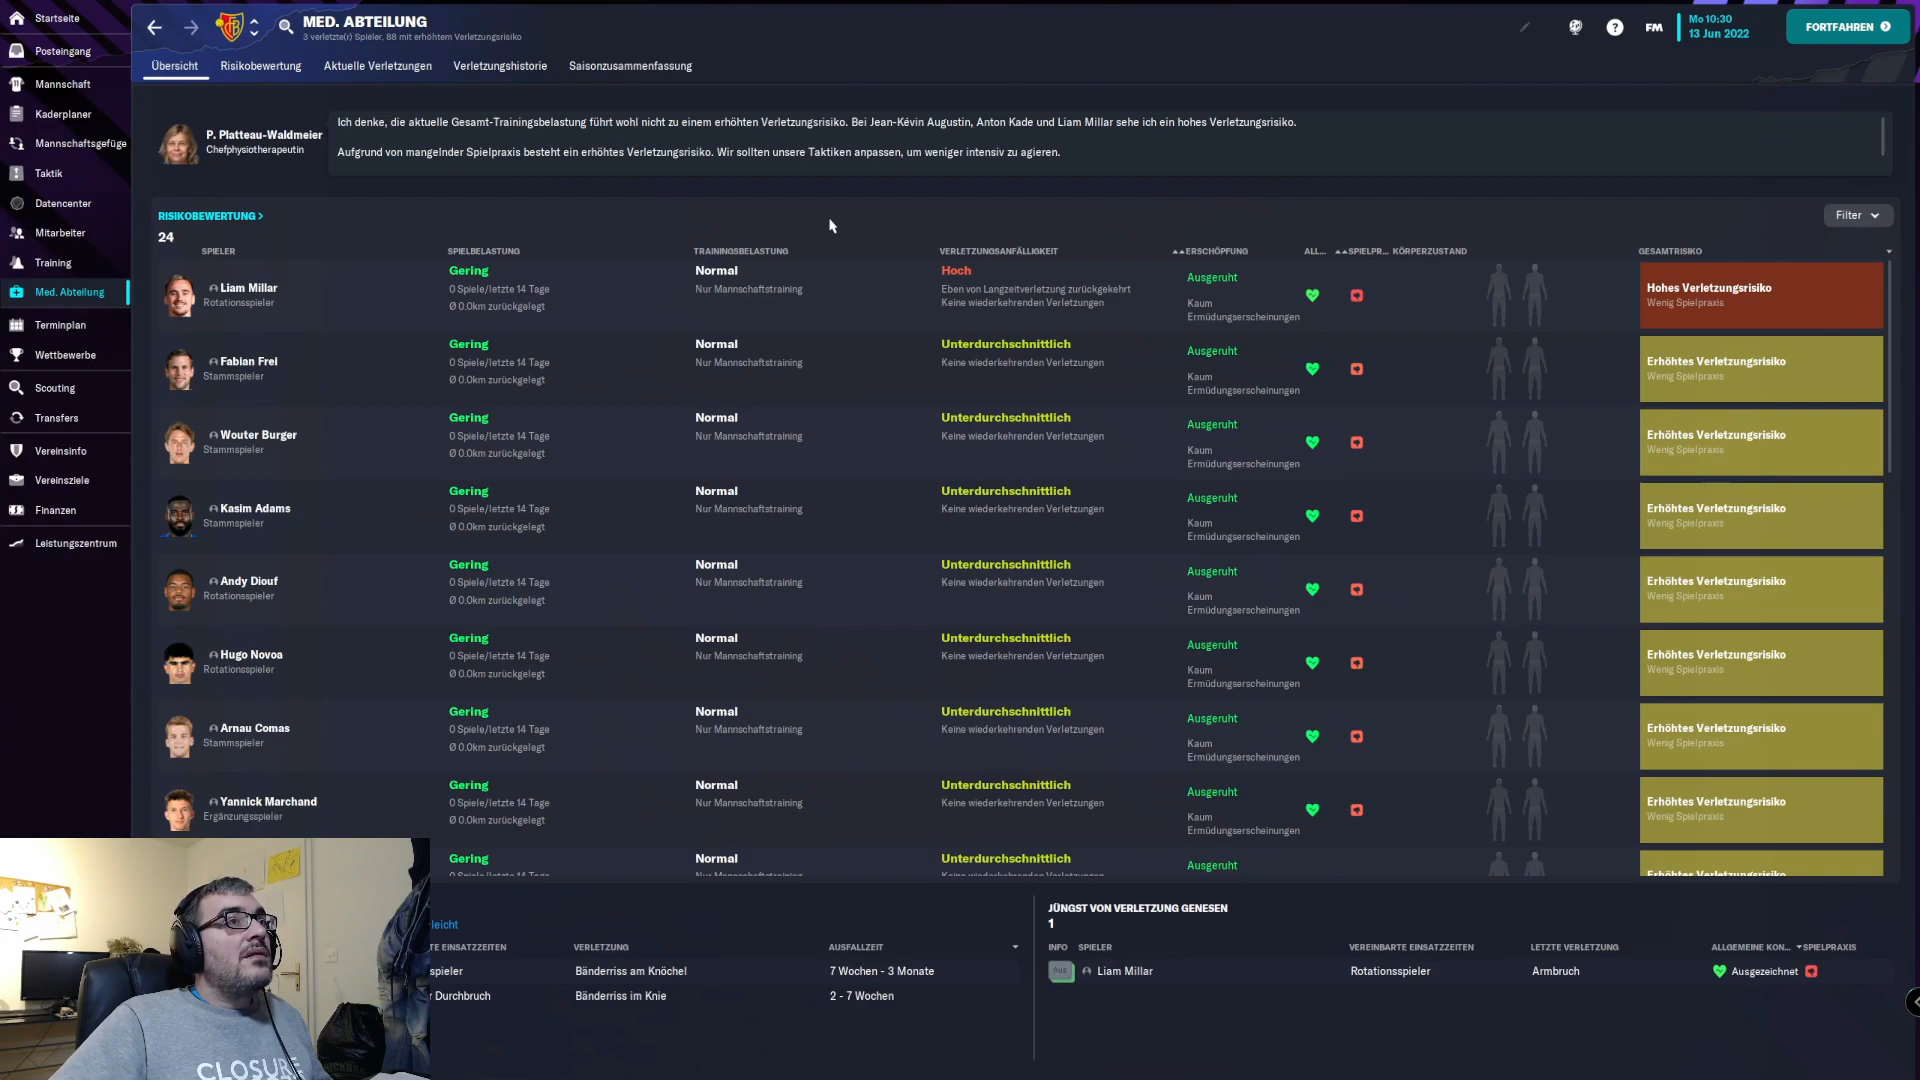 Startseite
Posteingang
Mannschaft
Kaderplaner
Mannschaftsgefüge
Taktik
Datencenter
Mitarbeiter
Training
Med. Abteilung
Terminplan
Wettbewerbe
Scouting
Transfers
Vereinsinfo
Vereinsziele
Finanzen
Leistungszentrum
MED. ABTEILUNG
3 verletzte(r) Spieler, 88 mit erhöhtem Verletzungsrisiko
FM
Mo 10:30
13 Jun 2022
FORTFAHREN
Übersicht Risikobewertung Aktuelle Verletzungen Verletzungshistorie Saisonzusammenfassung
P. Platteau-Waldmeier
Chefphysiotherapeutin
Ich denke, die aktuelle Gesamt-Trainingsbelastung führt wohl nicht zu einem erhöhten Verletzungsrisiko. Bei Jean-Kévin Augustin, Anton Kade und Liam Millar sehe ich ein hohes Verletzungsrisiko.
Aufgrund von mangelnder Spielpraxis besteht ein erhöhtes Verletzungsrisiko. Wir sollten unsere Taktiken anpassen, um weniger intensiv zu agieren.
RISIKOBEWERTUNG >
24
Filter
SPIELER SPIELBELASTUNG TRAININGSBELASTUNG VERLETZUNGSANFÄLLIGKEIT ERSCHÖPFUNG ALL... SPIELPR... KÖRPERZUSTAND GESAMTRISIKO
Liam Millar
Rotationsspieler
Gering
0 Spiele/letzte 14 Tage
Ø 0.0km zurückgelegt
Normal
Nur Mannschaftstraining
Hoch
Eben von Langzeitverletzung zurückgekehrt
Keine wiederkehrenden Verletzungen
Ausgeruht
Kaum
Ermüdungserscheinungen
Hohes Verletzungsrisiko
Wenig Spielpraxis
Fabian Frei
Stammspieler
Gering
0 Spiele/letzte 14 Tage
Ø 0.0km zurückgelegt
Normal
Nur Mannschaftstraining
Unterdurchschnittlich
Keine wiederkehrenden Verletzungen
Ausgeruht
Kaum
Ermüdungserscheinungen
Erhöhtes Verletzungsrisiko
Wenig Spielpraxis
Wouter Burger
Stammspieler
Gering
0 Spiele/letzte 14 Tage
Ø 0.0km zurückgelegt
Normal
Nur Mannschaftstraining
Unterdurchschnittlich
Keine wiederkehrenden Verletzungen
Ausgeruht
Kaum
Ermüdungserscheinungen
Erhöhtes Verletzungsrisiko
Wenig Spielpraxis
Kasim Adams
Stammspieler
Gering
0 Spiele/letzte 14 Tage
Ø 0.0km zurückgelegt
Normal
Nur Mannschaftstraining
Unterdurchschnittlich
Keine wiederkehrenden Verletzungen
Ausgeruht
Kaum
Ermüdungserscheinungen
Erhöhtes Verletzungsrisiko
Wenig Spielpraxis
Andy Diouf
Rotationsspieler
Gering
0 Spiele/letzte 14 Tage
Ø 0.0km zurückgelegt
Normal
Nur Mannschaftstraining
Unterdurchschnittlich
Keine wiederkehrenden Verletzungen
Ausgeruht
Kaum
Ermüdungserscheinungen
Erhöhtes Verletzungsrisiko
Wenig Spielpraxis
Hugo Novoa
Rotationsspieler
Gering
0 Spiele/letzte 14 Tage
Ø 0.0km zurückgelegt
Normal
Nur Mannschaftstraining
Unterdurchschnittlich
Keine wiederkehrenden Verletzungen
Ausgeruht
Kaum
Ermüdungserscheinungen
Erhöhtes Verletzungsrisiko
Wenig Spielpraxis
Arnau Comas
Stammspieler
Gering
0 Spiele/letzte 14 Tage
Ø 0.0km zurückgelegt
Normal
Nur Mannschaftstraining
Unterdurchschnittlich
Keine wiederkehrenden Verletzungen
Ausgeruht
Kaum
Ermüdungserscheinungen
Erhöhtes Verletzungsrisiko
Wenig Spielpraxis
Yannick Marchand
Ergänzungsspieler
Gering
0 Spiele/letzte 14 Tage
Ø 0.0km zurückgelegt
Normal
Nur Mannschaftstraining
Unterdurchschnittlich
Keine wiederkehrenden Verletzungen
Ausgeruht
Kaum
Ermüdungserscheinungen
Erhöhtes Verletzungsrisiko
Wenig Spielpraxis
Gering
0 Spiele/letzte 14 Tage
Normal
Nur Mannschaftstraining
Unterdurchschnittlich
Keine wiederkehrenden Verletzungen
Ausgeruht
Erhöhtes Verletzungsrisiko
leicht
TE EINSATZZEITEN VERLETZUNG AUSFALLZEIT
spieler Bänderriss am Knöchel 7 Wochen - 3 Monate
r Durchbruch Bänderriss im Knie 2 - 7 Wochen
JÜNGST VON VERLETZUNG GENESEN
1
INFO SPIELER VEREINBARTE EINSATZZEITEN LETZTE VERLETZUNG ALLGEMEINE KON... SPIELPRAXIS
Aus Liam Millar Rotationsspieler Armbruch Ausgezeichnet
CLOSURE